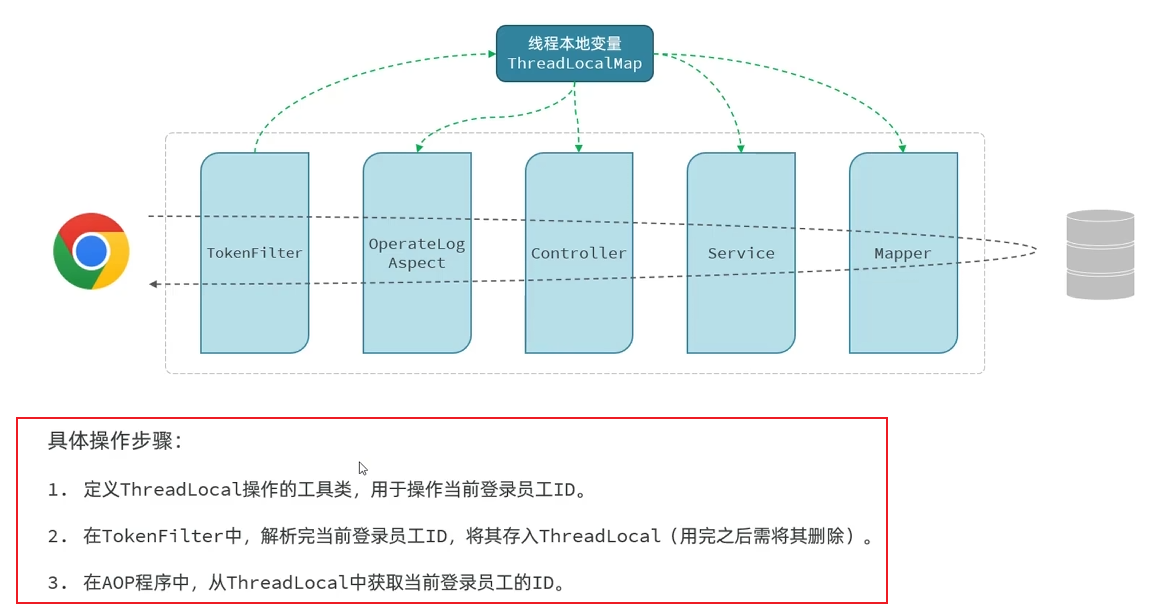 线程本地变量
ThreadLocalMap
TokenFilter
OperateLog
Aspect
Controller
Service
Mapper
具体操作步骤：
1. 定义ThreadLocal操作的工具类，用于操作当前登录员工ID。
2. 在TokenFilter中，解析完当前登录员工ID，将其存入ThreadLocal（用完之后需将其删除）。
3. 在AOP程序中，从ThreadLocal中获取当前登录员工的ID。